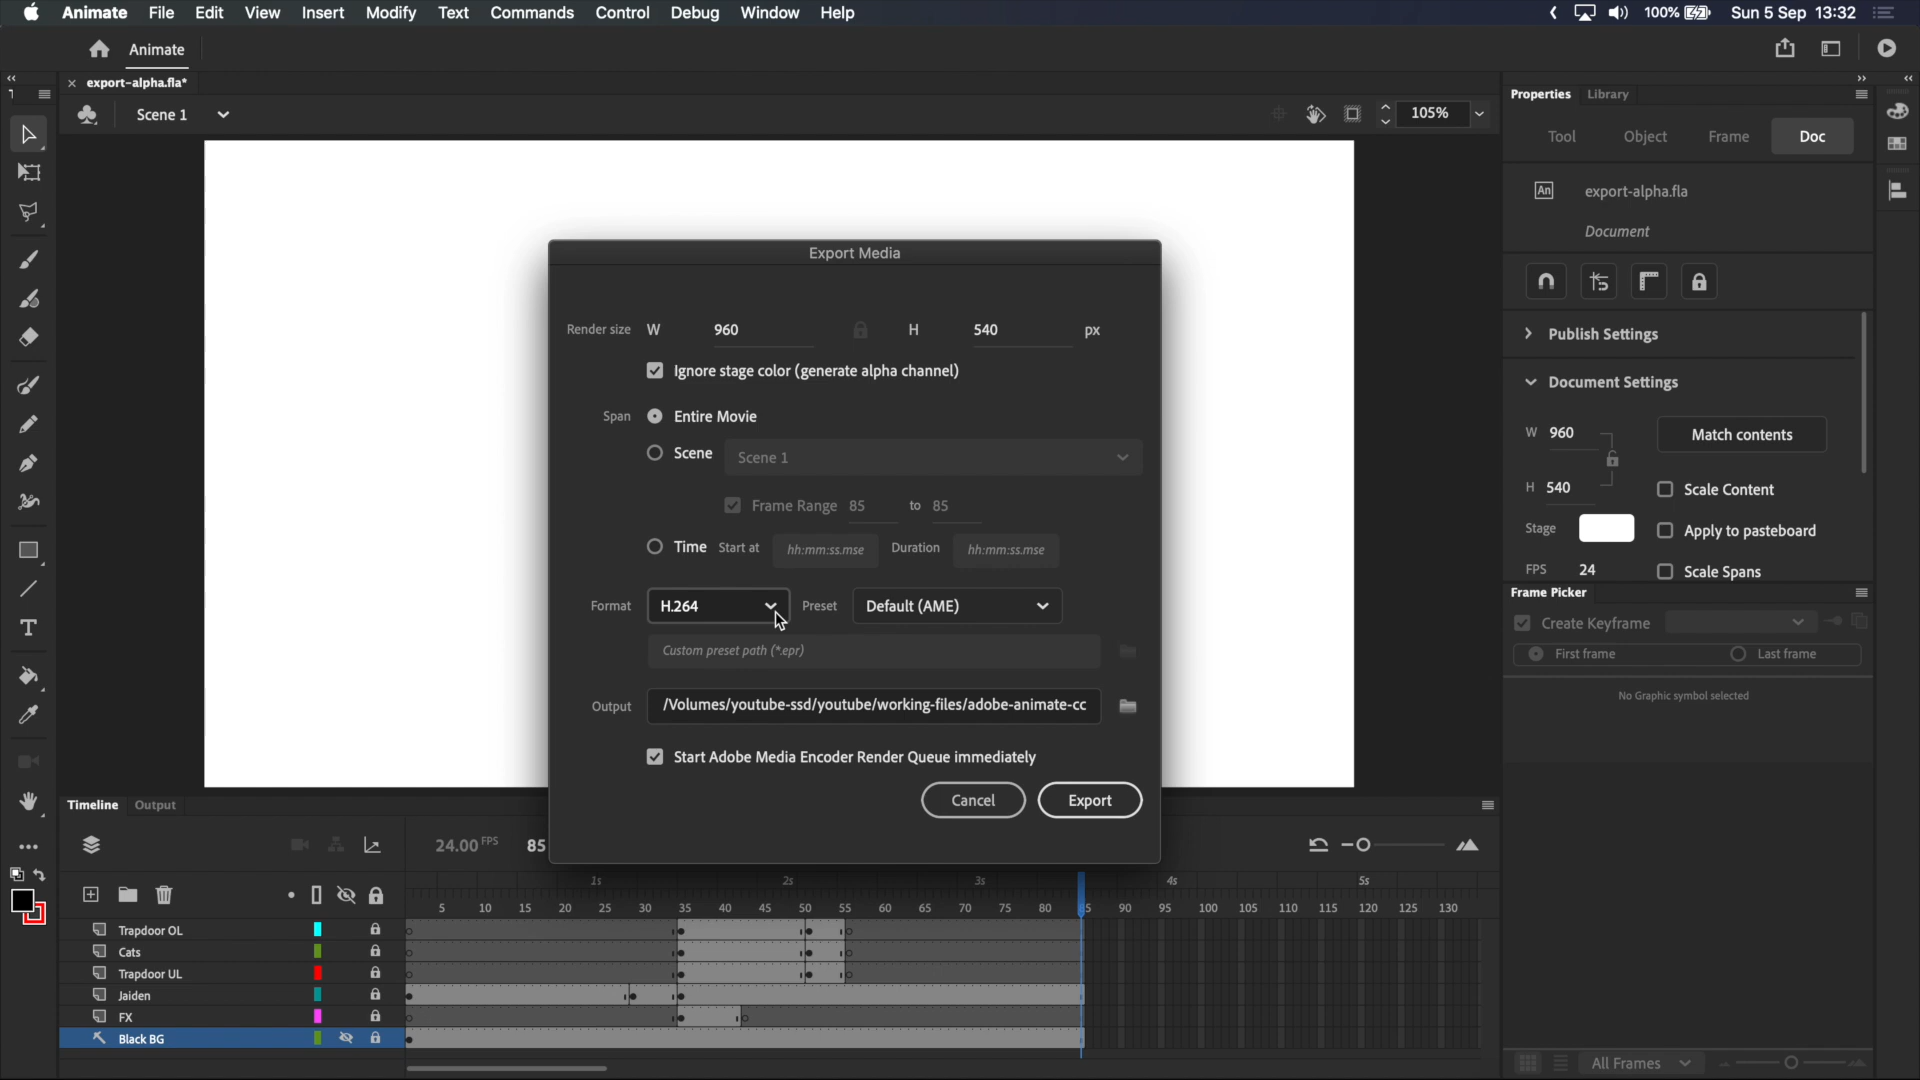 Animate File Edit View Insert Modify Text Commands Control Debug Window Help 100% Sun 5 Sep 13:32
Animate
export-alpha.fla*
Scene 1 105%
Properties Library
Tool Object Frame Doc
An export-alpha.fla
Document
Publish Settings
Document Settings
W 960 Match contents
H 540 Scale Content
Stage Apply to pasteboard
FPS 24 Scale Spans
Frame Picker
Create Keyframe
First frame Last frame
No Graphic symbol selected
All Frames
Export Media
Render size W 960 H 540 px
Ignore stage color (generate alpha channel)
Span Entire Movie
Scene Scene 1
Frame Range 85 to 85
Time Start at hh:mm:ss.mse Duration hh:mm:ss.mse
Format H.264 Preset Default (AME)
Custom preset path (*.epr)
Output /Volumes/youtube-ssd/youtube/working-files/adobe-animate-cc
Start Adobe Media Encoder Render Queue immediately
Cancel Export
Timeline Output
24.00 FPS 85
1s 2s 3s 4s 5s
5 10 15 20 25 30 35 40 45 50 55 60 65 70 75 80 85 90 95 100 105 110 115 120 125 130
Trapdoor OL
Cats
Trapdoor UL
Jaiden
FX
Black BG